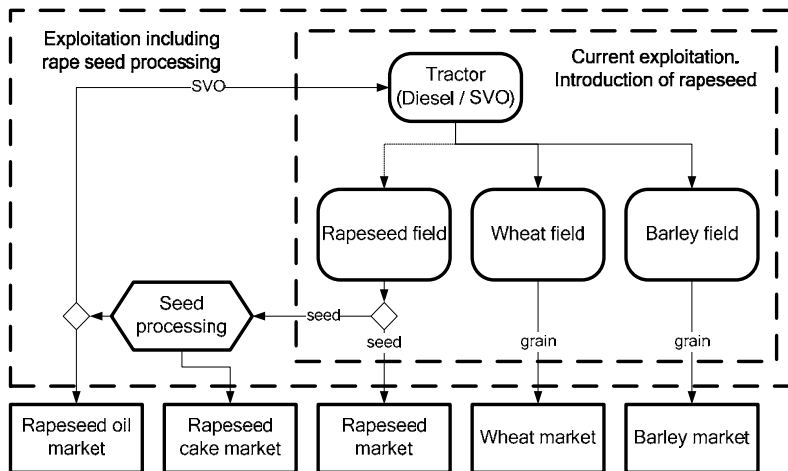 Exploitation including
rape seed processing
Current exploitation.
Introduction of rapeseed
Tractor
(Diesel / SVO)
SVO
Rapeseed field
Wheat field
Barley field
Seed
processing
seed
seed
grain
grain
Rapeseed oil
market
Rapeseed
cake market
Rapeseed
market
Wheat market
Barley market